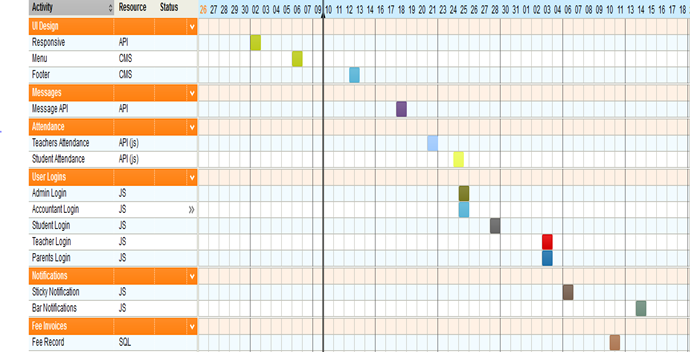 Activity Resource Status 26 27 28 29 30 02 03 04 05 06 07 09 10 11 12 13 14 16 17 18 19 20 21 23 24 25 26 27 28 30 31 01 02 03 04 06 07 08 09 10 11 13 14 15 16 17 18
UI Design
Responsive API
Menu CMS
Footer CMS
Messages
Message API API
Attendance
Teachers Attendance API (js)
Student Attendance API (js)
User Logins
Admin Login JS
Accountant Login JS
Student Login JS
Teacher Login JS
Parents Login JS
Notifications
Sticky Notification JS
Bar Notifications JS
Fee Invoices
Fee Record SQL